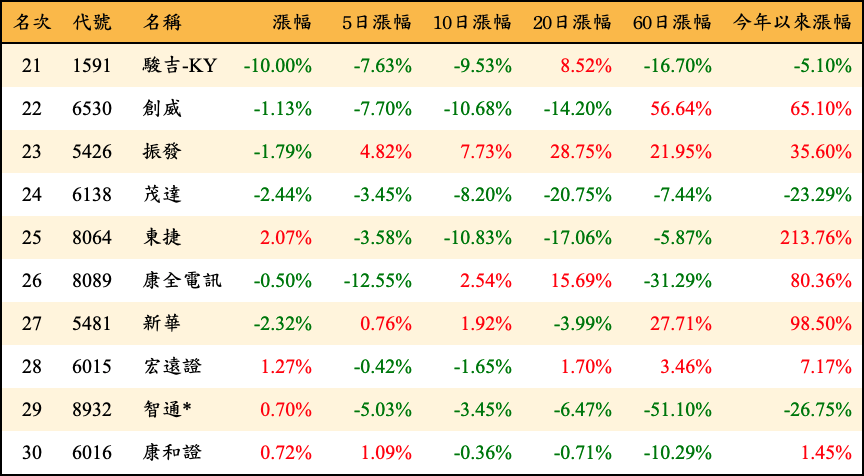 名次 代號 名稱 漲幅 5日漲幅 10日漲幅 20日漲幅 60日漲幅 今年以來漲幅
21 1591 駿吉-KY -10.00% -7.63% -9.53% 8.52% -16.70% -5.10%
22 6530 創威 -1.13% -7.70% -10.68% -14.20% 56.64% 65.10%
23 5426 振發 -1.79% 4.82% 7.73% 28.75% 21.95% 35.60%
24 6138 茂達 -2.44% -3.45% -8.20% -20.75% -7.44% -23.29%
25 8064 東捷 2.07% -3.58% -10.83% -17.06% -5.87% 213.76%
26 8089 康全電訊 -0.50% -12.55% 2.54% 15.69% -31.29% 80.36%
27 5481 新華 -2.32% 0.76% 1.92% -3.99% 27.71% 98.50%
28 6015 宏遠證 1.27% -0.42% -1.65% 1.70% 3.46% 7.17%
29 8932 智通* 0.70% -5.03% -3.45% -6.47% -51.10% -26.75%
30 6016 康和證 0.72% 1.09% -0.36% -0.71% -10.29% 1.45%